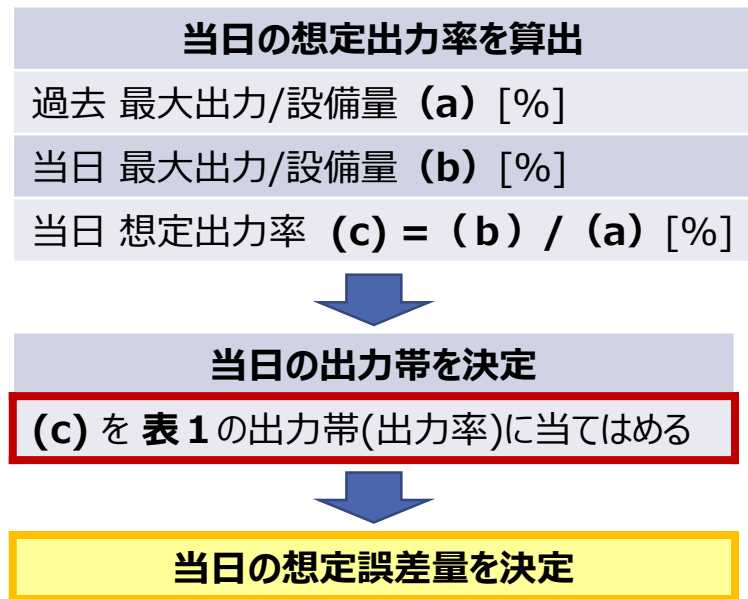 当日の想定出力率を算出
過去 最大出力/設備量（a）[%]
当日 最大出力/設備量（b）[%]
当日 想定出力率 (c) =（b）/（a）[%]
当日の出力帯を決定
(c) を 表１の出力帯(出力率)に当てはめる
当日の想定誤差量を決定